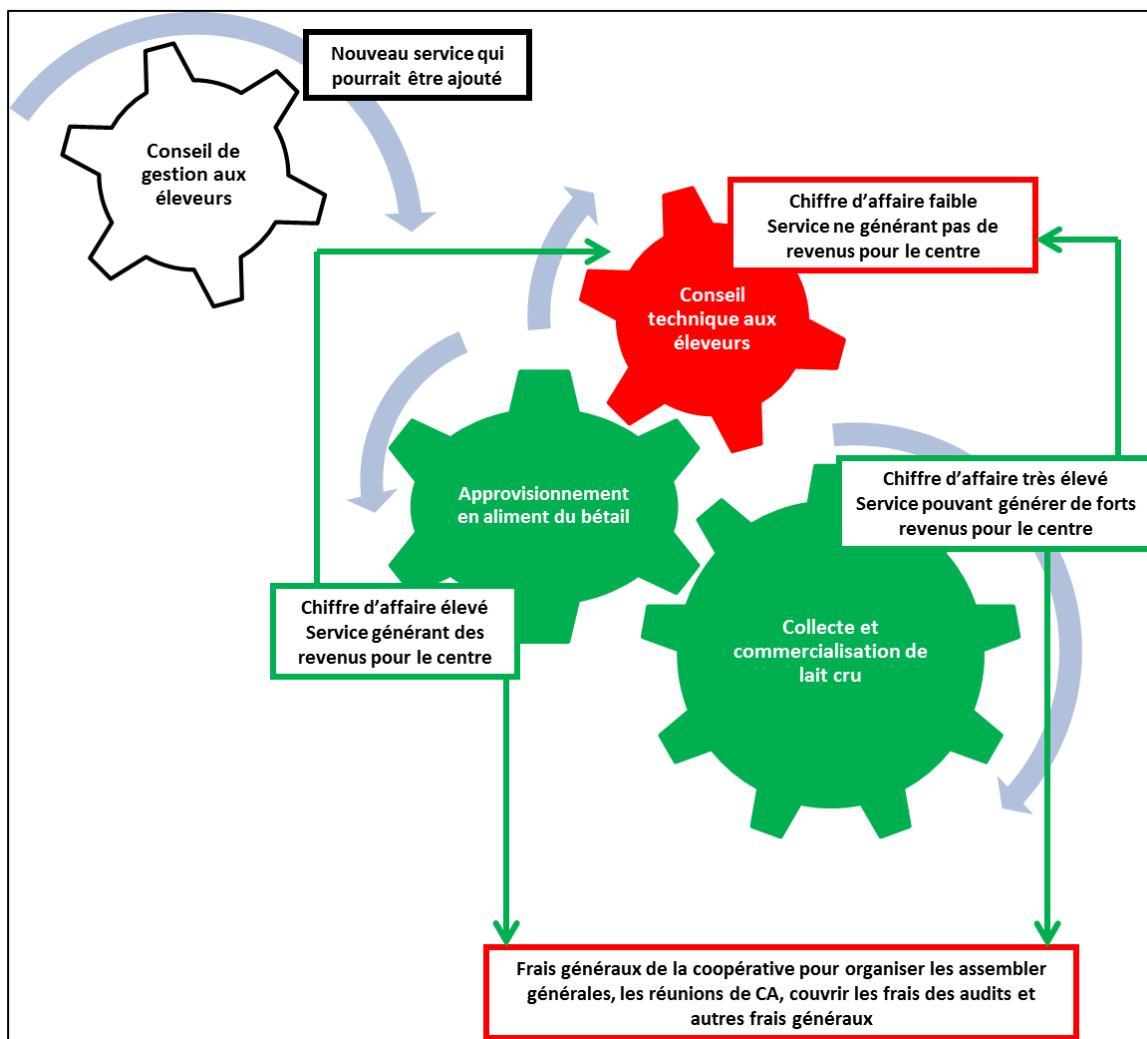 Nouveau service qui
pourrait être ajouté
Conseil de
gestion aux
éleveurs
Chiffre d'affaire faible
Service ne générant pas de
revenus pour le centre
Conseil
technique aux
éleveurs
Approvisionnement
en aliment du bétail
Chiffre d'affaire très élevé
Service pouvant générer de forts
revenus pour le centre
Chiffre d'affaire élevé
Service générant des
revenus pour le centre
Collecte et
commercialisation de
lait cru
Frais généraux de la coopérative pour organiser les assembler
générales, les réunions de CA, couvrir les frais des audits et
autres frais généraux